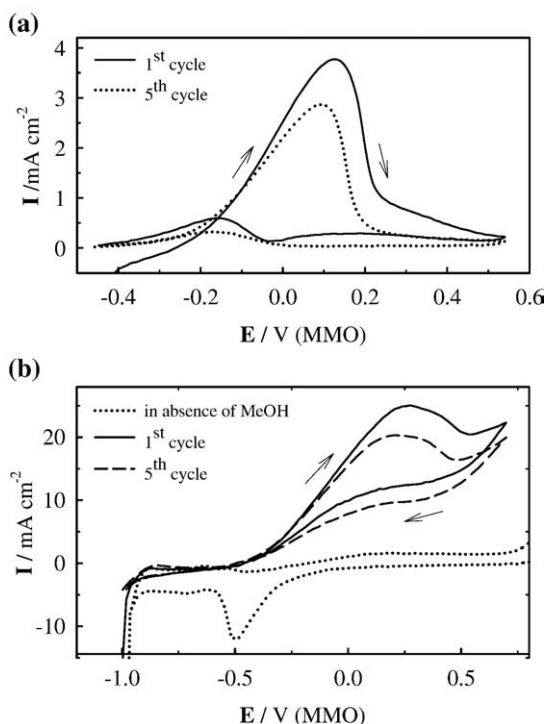 (a)
4
3
2
1
0
I /mA cm-2
1st cycle
5th cycle
-0.4 -0.2 0.0 0.2 0.4 0.6
E / V (MMO)
(b)
20
10
0
-10
I / mA cm-2
in absence of MeOH
1st cycle
5th cycle
-1.0 -0.5 0.0 0.5
E / V (MMO)